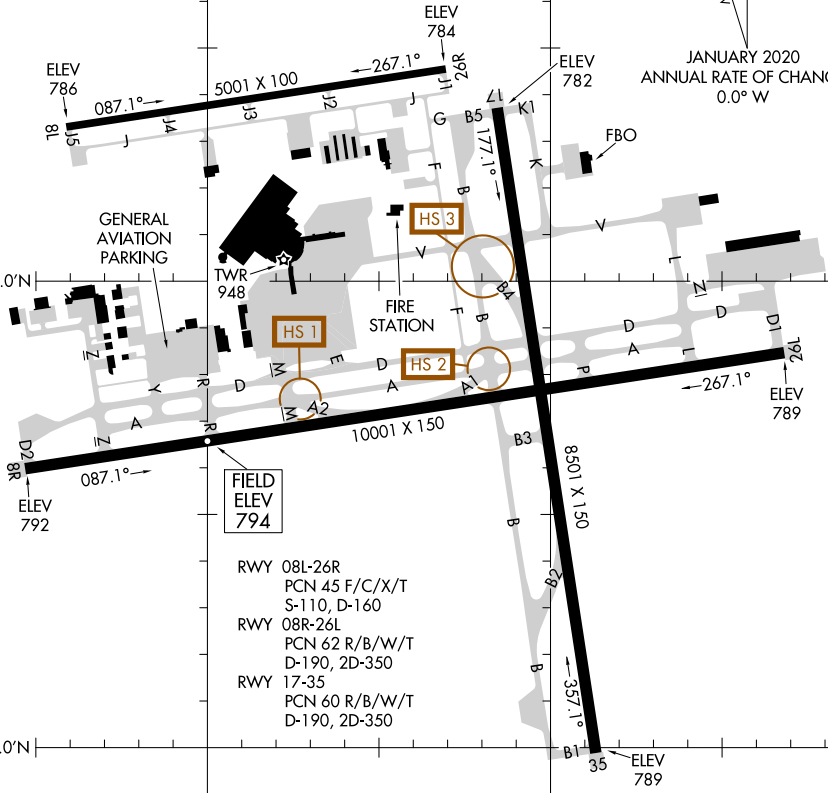 ELEV
784
JANUARY 2020
ANNUAL RATE OF CHAN
0.0° W
ELEV
786
ELEV
782
267.1°
26R
5001 X 100
087.1°
8L
J5
J
J4
J3
J2
J
J1
G
B5
17
K1
177.1°
K
FBO
F
B
HS 3
GENERAL
AVIATION
PARKING
TWR
948
V
V
FIRE
STATION
L
.0'N
B4
N
HS 1
F
B
D
D
D1
26L
Z
E
D
HS 2
A
L
M
P
Y
R
D
A
A1
267.1°
ELEV
789
M
A2
A
R
10001 X 150
D2
Z
B3
8R
087.1°
FIELD
ELEV
794
8501 X 150
ELEV
792
B
RWY 08L-26R
PCN 45 F/C/X/T
S-110, D-160
RWY 08R-26L
PCN 62 R/B/W/T
D-190, 2D-350
RWY 17-35
PCN 60 R/B/W/T
D-190, 2D-350
B2
B
357.1°
.0'N
B1
35
ELEV
789